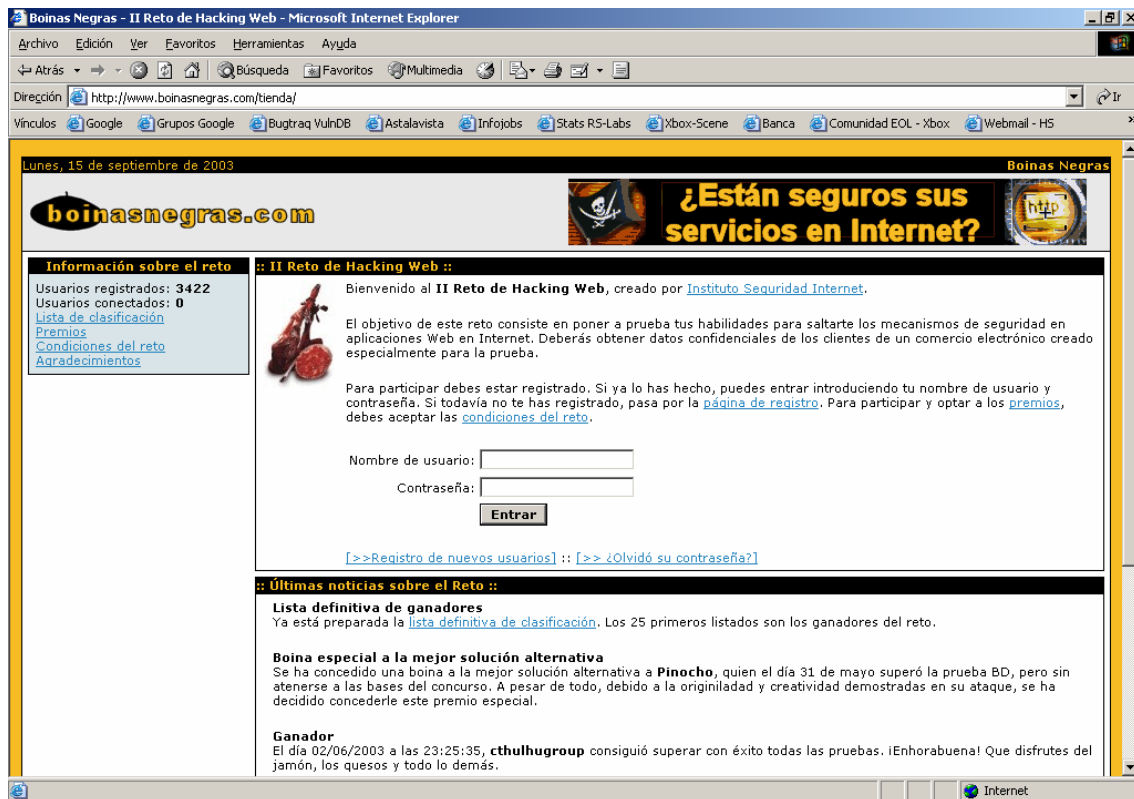 Boinas Negras - II Reto de Hacking Web - Microsoft Internet Explorer
Archivo Edición Ver Favoritos Herramientas Ayuda
Atrás Búsqueda Favoritos Multimedia
Dirección http://www.boinasnegras.com/tienda/ Ir
Vínculos Google Grupos Google Bugtraq VulnDB Astalavista Infojobs Stats RS-Labs Xbox-Scene Banca Comunidad EOL - Xbox Webmail - HS »
Lunes, 15 de septiembre de 2003 Boinas Negras
boinasnegras.com
¿Están seguros sus
servicios en Internet?
http
Información sobre el reto
Usuarios registrados: 3422
Usuarios conectados: 0
Lista de clasificación
Premios
Condiciones del reto
Agradecimientos
:: II Reto de Hacking Web ::
Bienvenido al II Reto de Hacking Web, creado por Instituto Seguridad Internet.
El objetivo de este reto consiste en poner a prueba tus habilidades para saltarte los mecanismos de seguridad en
aplicaciones Web en Internet. Deberás obtener datos confidenciales de los clientes de un comercio electrónico creado
especialmente para la prueba.
Para participar debes estar registrado. Si ya lo has hecho, puedes entrar introduciendo tu nombre de usuario y
contraseña. Si todavía no te has registrado, pasa por la página de registro. Para participar y optar a los premios,
debes aceptar las condiciones del reto.
Nombre de usuario:
Contraseña:
Entrar
[>>Registro de nuevos usuarios] :: [>> ¿Olvidó su contraseña?]
:: Últimas noticias sobre el Reto ::
Lista definitiva de ganadores
Ya está preparada la lista definitiva de clasificación. Los 25 primeros listados son los ganadores del reto.
Boina especial a la mejor solución alternativa
Se ha concedido una boina a la mejor solución alternativa a Pinocho, quien el día 31 de mayo superó la prueba BD, pero sin
atenerse a las bases del concurso. A pesar de todo, debido a la originiladad y creatividad demostradas en su ataque, se ha
decidido concederle este premio especial.
Ganador
El día 02/06/2003 a las 23:25:35, cthulhugroup consiguió superar con éxito todas las pruebas. ¡Enhorabuena! Que disfrutes del
jamón, los quesos y todo lo demás.
Internet